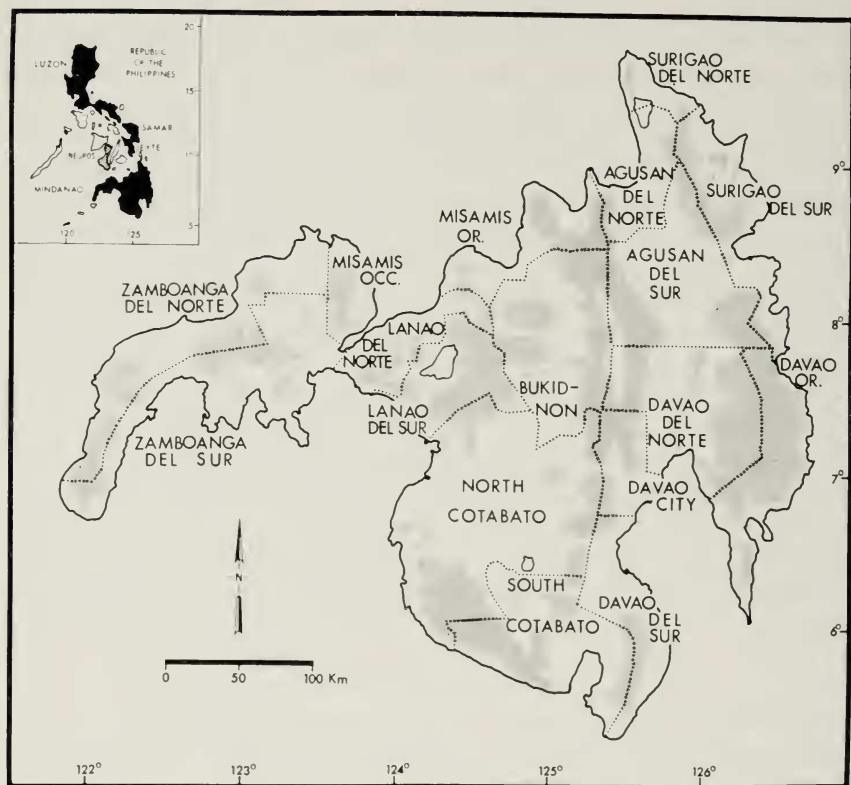 20
LUZON
REPUBLIC
OF THE
PHILIPPINES
15
SAMAR
10
MINDANAO
5
120
125
SURIGAO
DEL NORTE
9°
AGUSAN
DEL
NORTE
SURIGAO
DEL SUR
MISAMIS
OR.
MISAMIS
OCC.
AGUSAN
DEL
SUR
ZAMBOANGA
DEL NORTE
8°
LANAO
DEL
NORTE
DAVAO
OR.
BUKID-
NON
LANAO
DEL SUR
DAVAO
DEL
NORTE
ZAMBOANGA
DEL SUR
7°
NORTH
COTABATO
DAVAO
CITY
N
SOUTH
COTABATO
DAVAO
DEL
SUR
6°
0 50 100 Km
122° 123° 124° 125° 126°